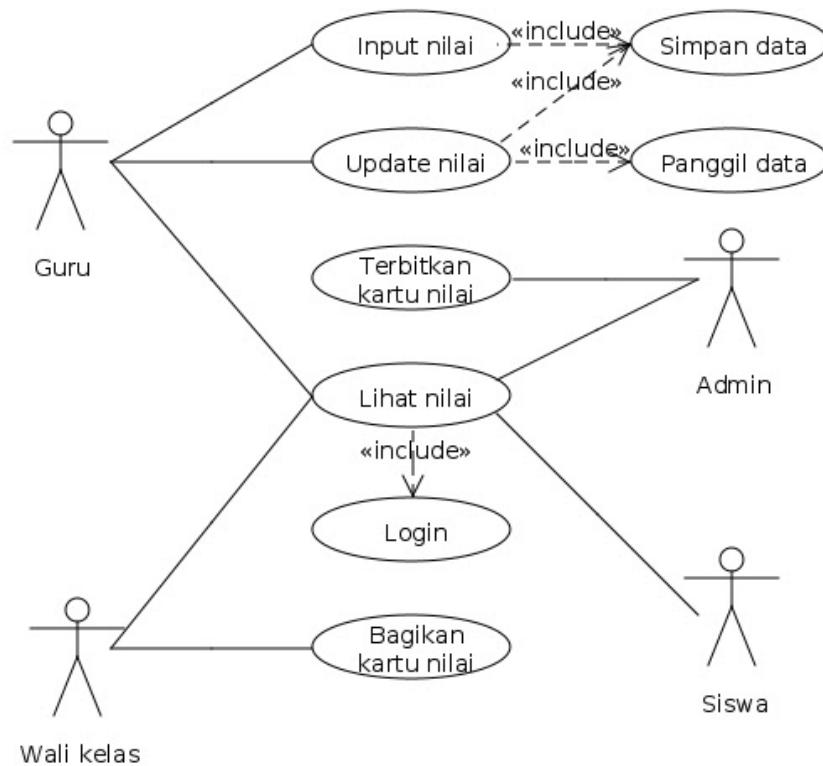 Input nilai
«include»
Simpan data
«include»
Update nilai
«include»
Panggil data
Guru
Terbitkan
kartu nilai
Admin
Lihat nilai
«include»
Login
Bagikan
kartu nilai
Siswa
Wali kelas